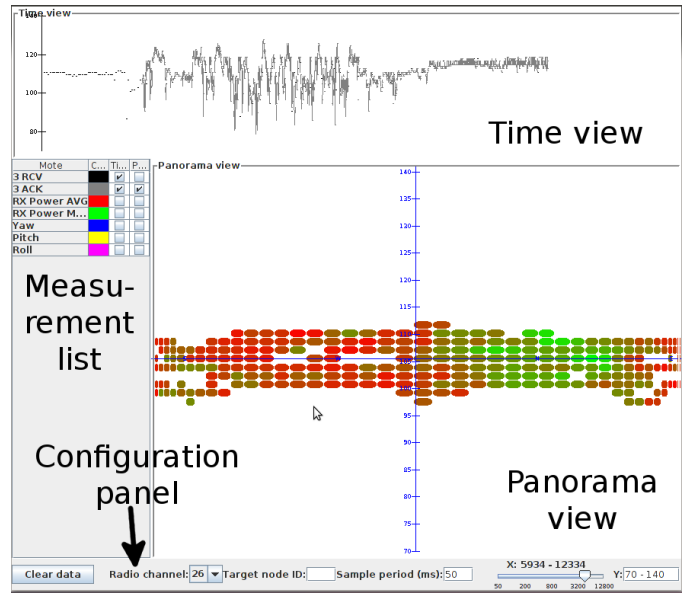 Time view
140
120
100
80
Time view
Mote C... Ti... P...
3 RCV
3 ACK
RX Power AVG
RX Power M...
Yaw
Pitch
Roll
Measu-
rement
list
Configuration
panel
Panorama view
140
135
130
125
120
115
110
105
100
95
90
85
80
75
70
Panorama
view
Clear data Radio channel: 26 Target node ID: Sample period (ms): 50
X: 5934 - 12334
50 200 800 3200 12800
Y: 70 - 140